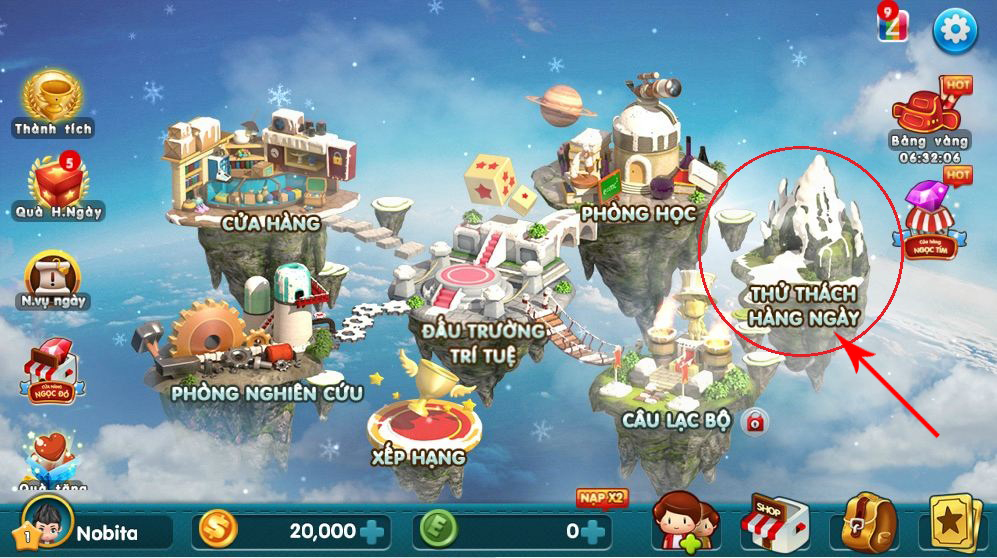 9
HOT
Thành tích
Bảng vàng
06:32:06
5
Quà H.Ngày
CỬA HÀNG
PHÒNG HỌC
HOT
Cửa hàng
NGỌC TÍM
N.vụ ngày
THỬ THÁCH
HÀNG NGÀY
ĐẤU TRƯỜNG
TRÍ TUỆ
CỬA HÀNG
NGỌC ĐỎ
PHÒNG NGHIÊN CỨU
CÂU LẠC BỘ
XẾP HẠNG
Quà tặng
NẠP X2
1
Nobita
S
20,000
E
0
SHOP